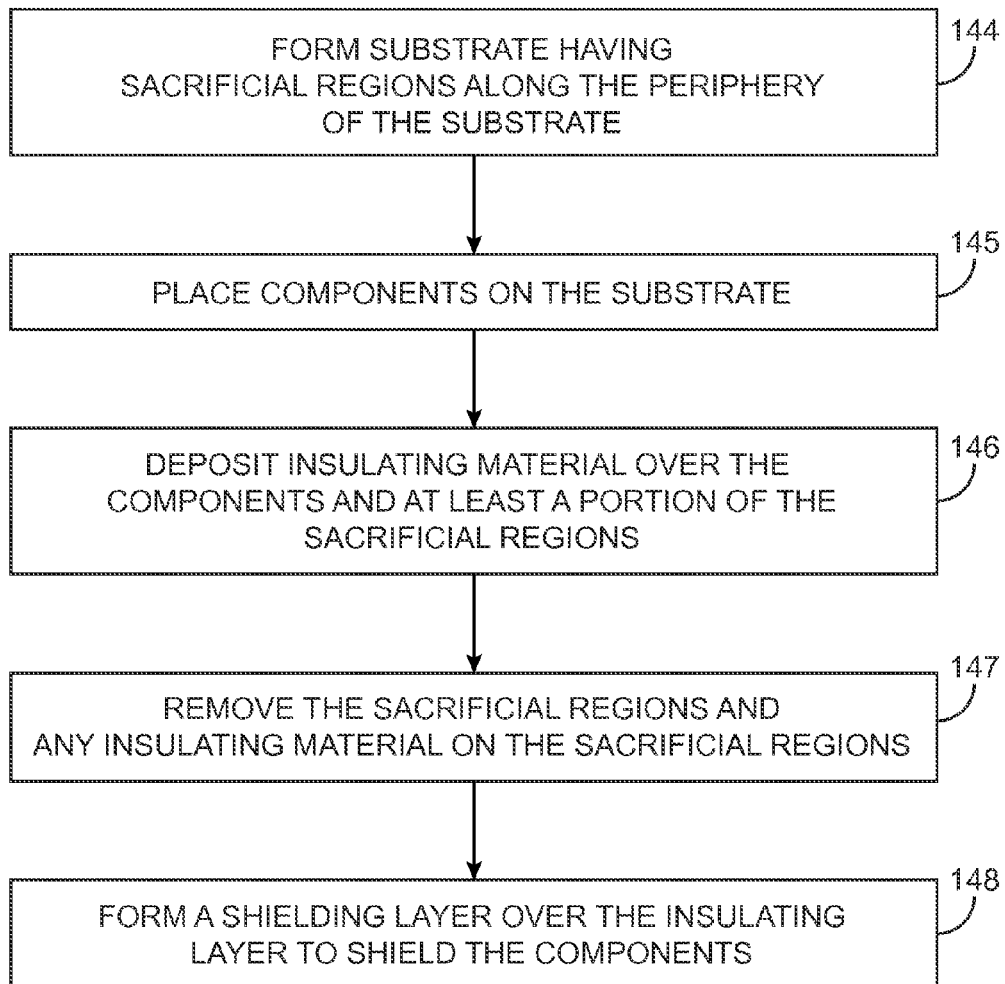 FORM SUBSTRATE HAVING
SACRIFICIAL REGIONS ALONG THE PERIPHERY
OF THE SUBSTRATE
144
PLACE COMPONENTS ON THE SUBSTRATE
145
DEPOSIT INSULATING MATERIAL OVER THE
COMPONENTS AND AT LEAST A PORTION OF THE
SACRIFICIAL REGIONS
146
REMOVE THE SACRIFICIAL REGIONS AND
ANY INSULATING MATERIAL ON THE SACRIFICIAL REGIONS
147
FORM A SHIELDING LAYER OVER THE INSULATING
LAYER TO SHIELD THE COMPONENTS
148